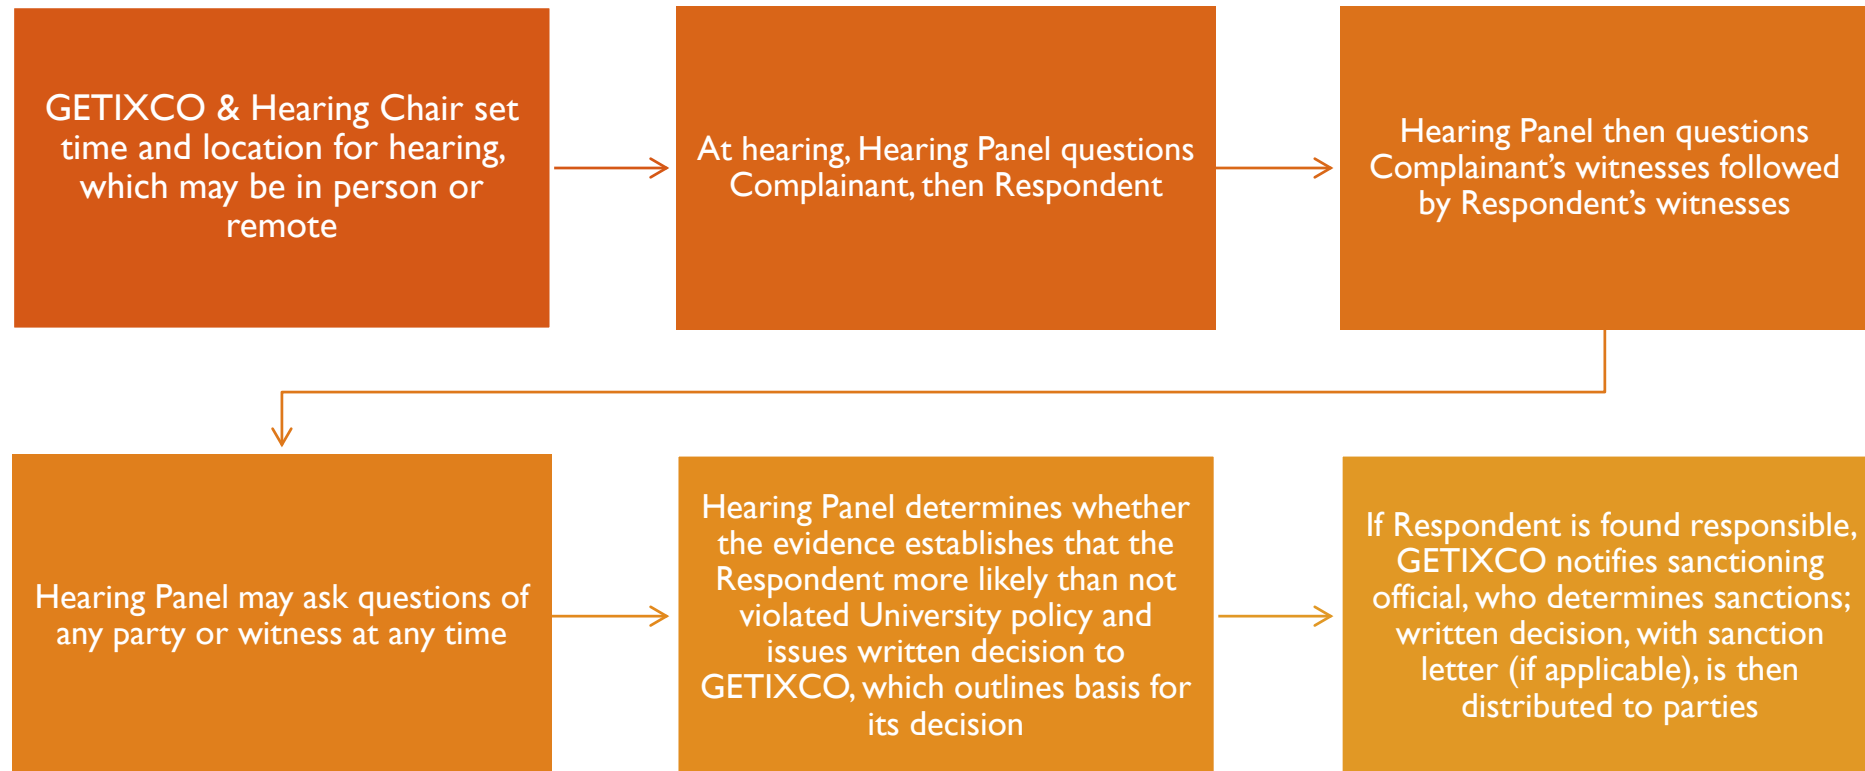 GETIXCO & Hearing Chair set
time and location for hearing,
which may be in person or
remote
At hearing, Hearing Panel questions
Complainant, then Respondent
Hearing Panel then questions
Complainant’s witnesses followed
by Respondent’s witnesses
Hearing Panel may ask questions of
any party or witness at any time
Hearing Panel determines whether
the evidence establishes that the
Respondent more likely than not
violated University policy and
issues written decision to
GETIXCO, which outlines basis for
its decision
If Respondent is found responsible,
GETIXCO notifies sanctioning
official, who determines sanctions;
written decision, with sanction
letter (if applicable), is then
distributed to parties